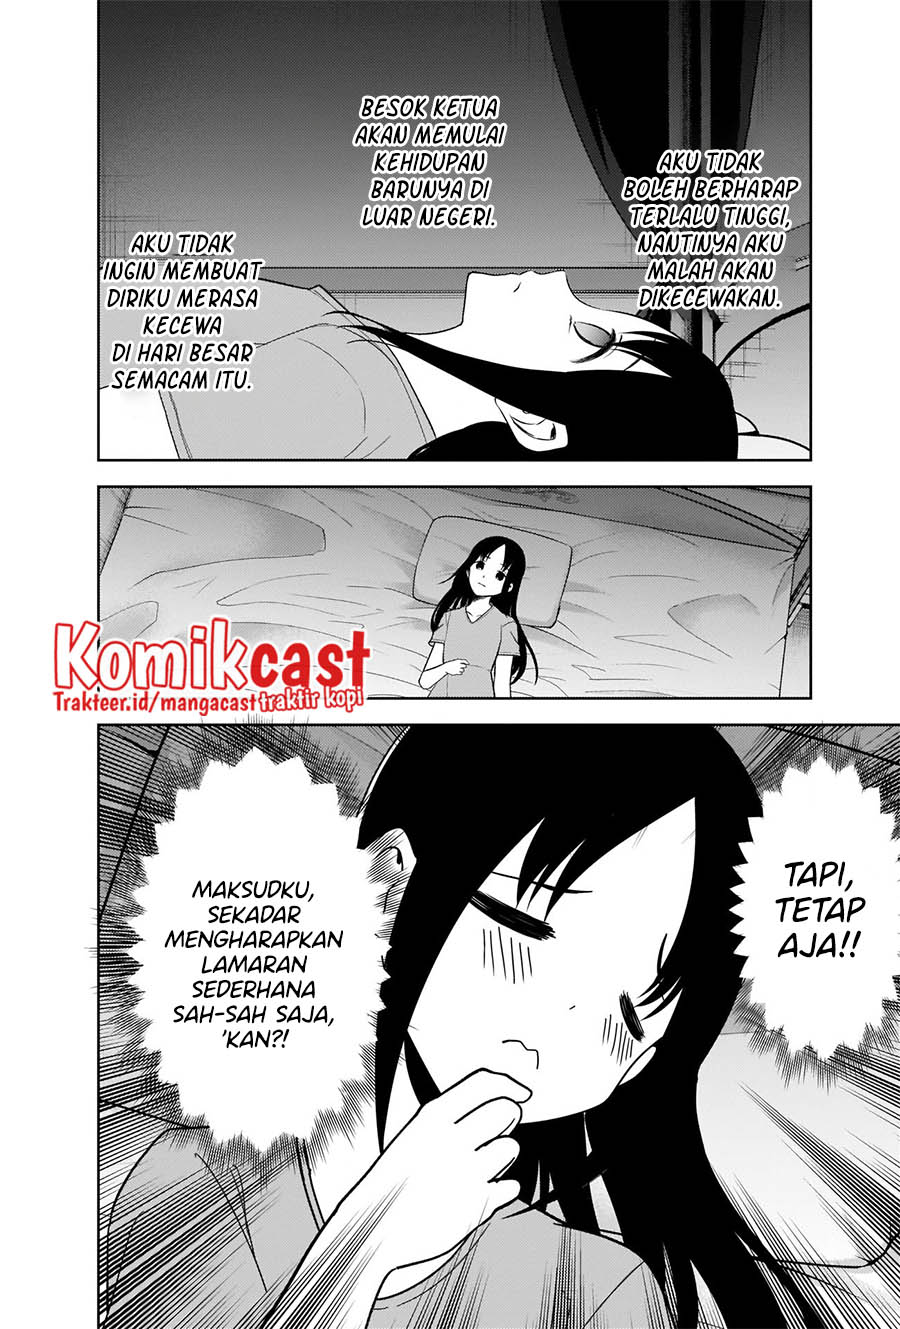 AKU TIDAK
BOLEH BERHARAP
TERLALU TINGGI,
NANTINYA AKU
MALAH AKAN
DIKECEWAKAN.
BESOK KETUA
AKAN MEMULAI
KEHIDUPAN
BARUNYA DI
LUAR NEGERI.
AKU TIDAK
INGIN MEMBUAT
DIRIKU MERASA
KECEWA
DI HARI BESAR
SEMACAM ITU.
Komikcast
Trakteer.id/mangacast traktir kopi
TAPI,
TETAP
AJA!!
MAKSUDKU,
SEKADAR
MENGHARAPKAN
LAMARAN
SEDERHANA
SAH-SAH SAJA,
'KAN?!